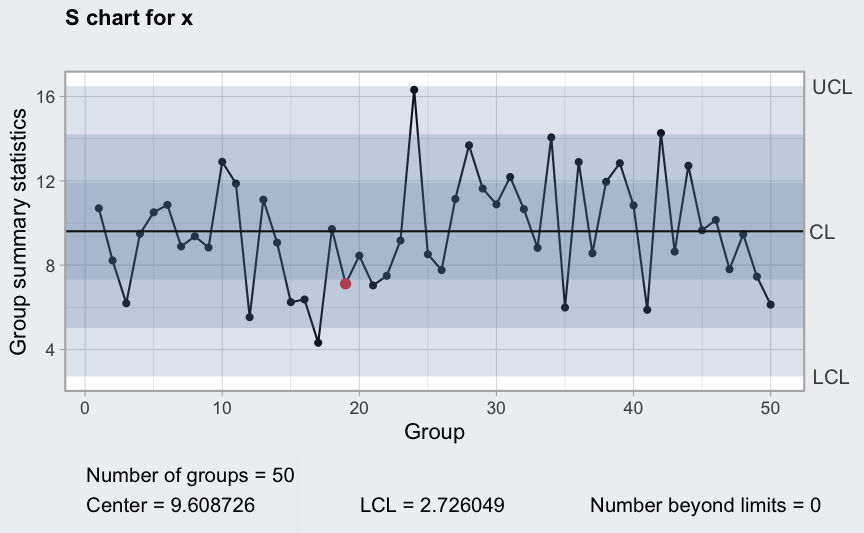 S chart for x
UCL
16
12
CL
8
4
LCL
Group summary statistics
0 10 20 30 40 50
Group
Number of groups = 50
Center = 9.608726 LCL = 2.726049 Number beyond limits = 0